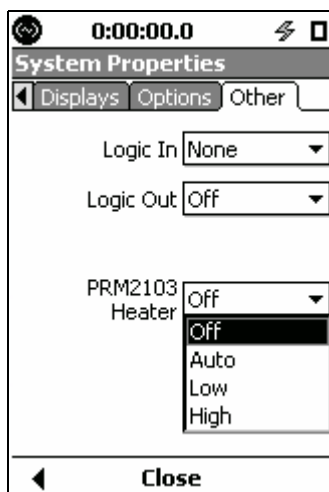 0:00:00.0
System Properties
Displays Options Other
Logic In None
Logic Out Off
PRM2103 Heater Off
Off
Auto
Low
High
Close